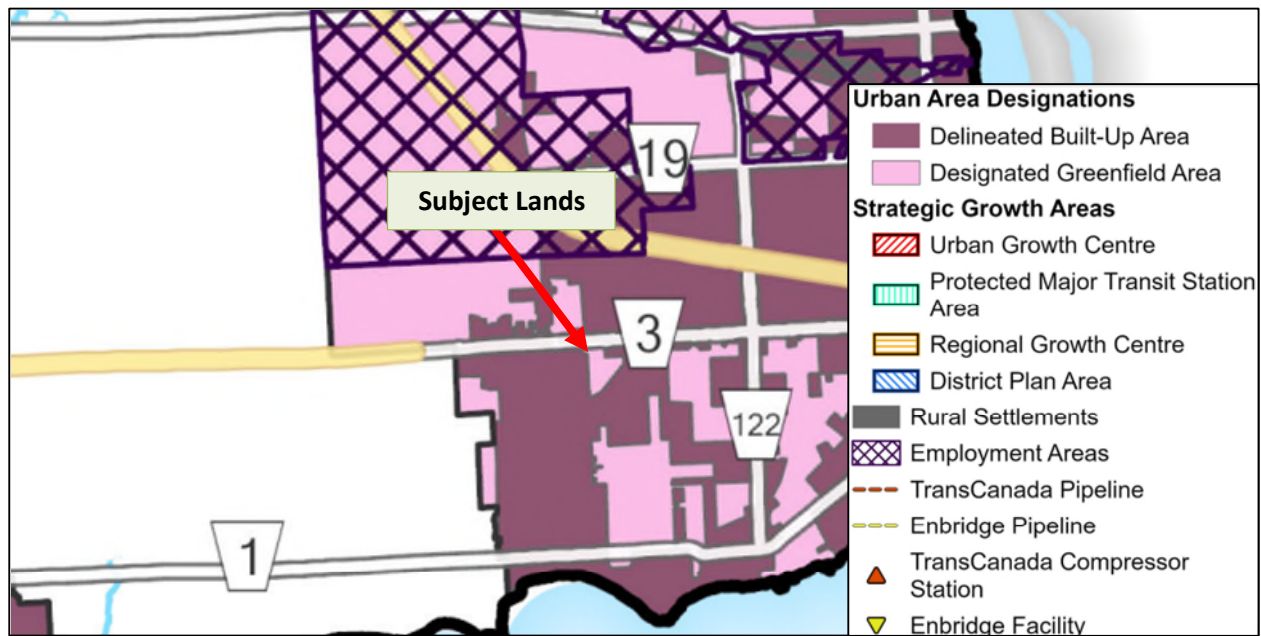 19
Subject Lands
3
122
1
Urban Area Designations
Delineated Built-Up Area
Designated Greenfield Area
Strategic Growth Areas
Urban Growth Centre
Protected Major Transit Station
Area
Regional Growth Centre
District Plan Area
Rural Settlements
Employment Areas
TransCanada Pipeline
Enbridge Pipeline
TransCanada Compressor
Station
Enbridge Facility